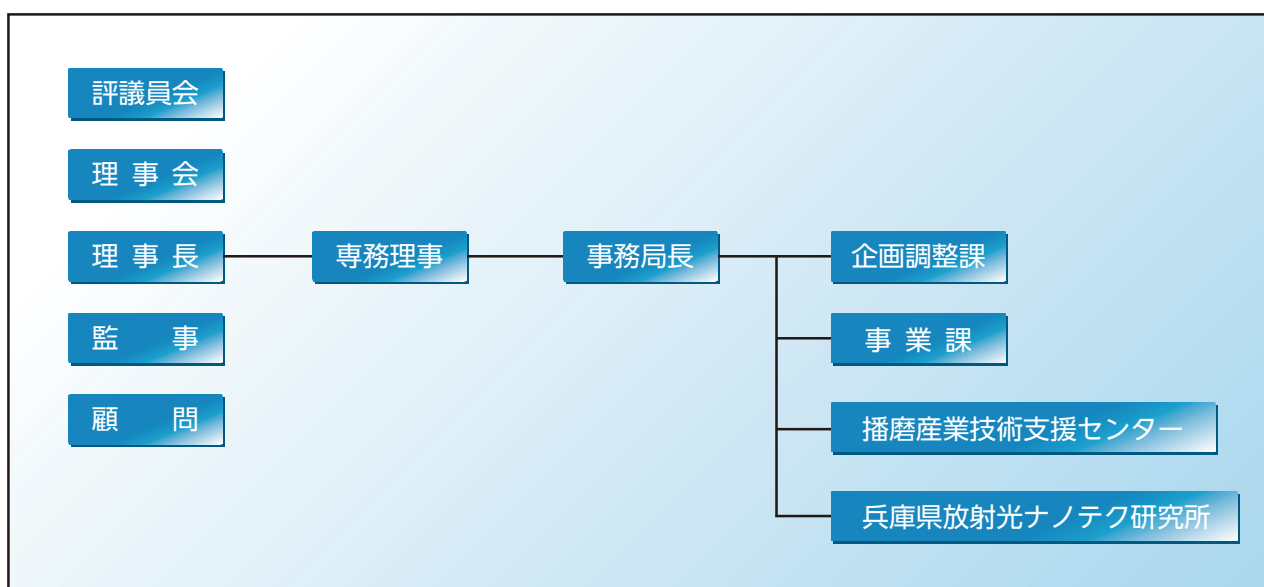 評議員会
理事会
理事長
専務理事
事務局長
企画調整課
監事
事業課
顧問
播磨産業技術支援センター
兵庫県放射光ナノテク研究所